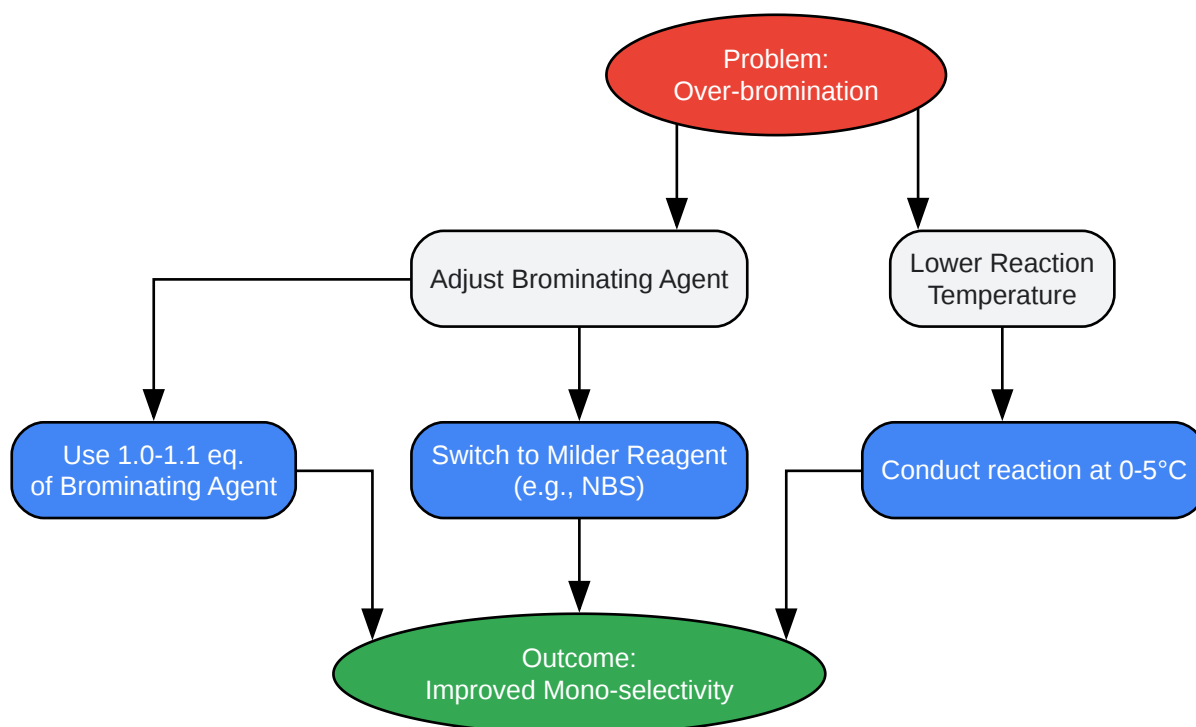 Problem:
Over-bromination
Adjust Brominating Agent
Lower Reaction
Temperature
Use 1.0-1.1 eq.
of Brominating Agent
Switch to Milder Reagent
(e.g., NBS)
Conduct reaction at 0-5°C
Outcome:
Improved Mono-selectivity